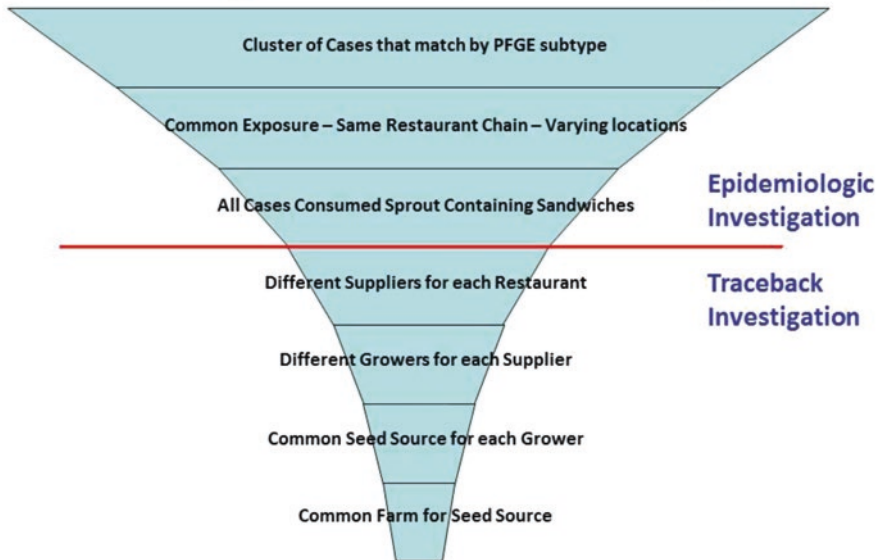 Cluster of Cases that match by PFGE subtype
Common Exposure – Same Restaurant Chain – Varying locations
All Cases Consumed Sprout Containing Sandwiches
Epidemiologic
Investigation
Different Suppliers for each Restaurant
Traceback
Investigation
Different Growers for each Supplier
Common Seed Source for each Grower
Common Farm for Seed Source